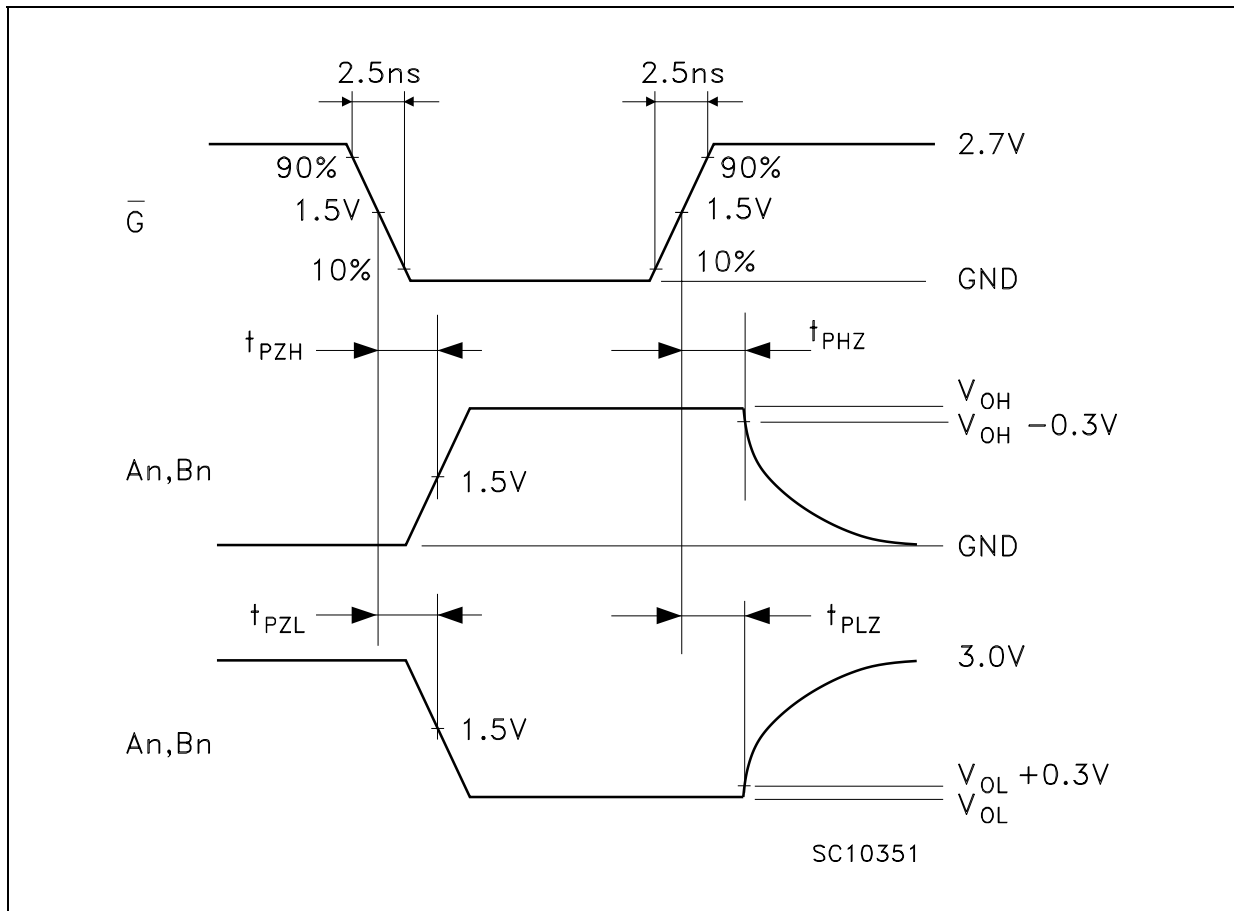 2.5ns 2.5ns
2.7V
90% 90%
G̅ 1.5V 1.5V
10% 10%
GND
tPZH tPHZ
VOH
VOH −0.3V
An,Bn 1.5V
GND
tPZL tPLZ
3.0V
An,Bn 1.5V
VOL +0.3V
VOL
SC10351